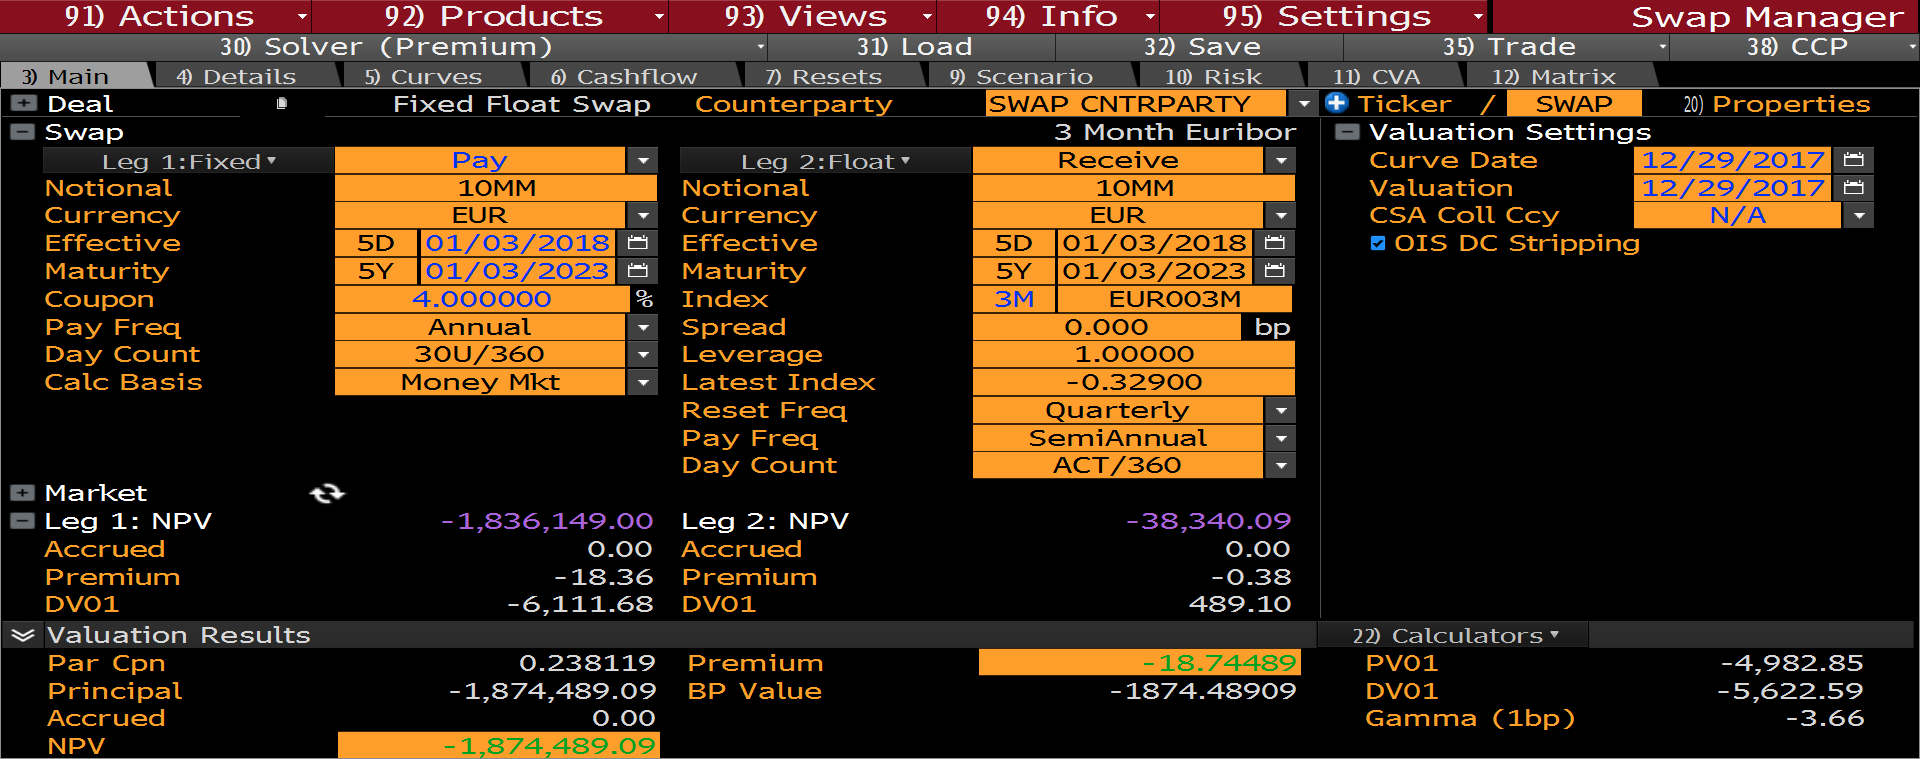 91) Actions 92) Products 93) Views 94) Info 95) Settings Swap Manager
30) Solver (Premium) 31) Load 32) Save 35) Trade 38) CCP
3) Main 4) Details 5) Curves 6) Cashflow 7) Resets 9) Scenario 10) Risk 11) CVA 12) Matrix
Deal Fixed Float Swap Counterparty SWAP CNTRPARTY Ticker / SWAP 20) Properties
Swap 3 Month Euribor Valuation Settings
Leg 1:Fixed Pay Leg 2:Float Receive Curve Date 12/29/2017
Notional 10MM Notional 10MM Valuation 12/29/2017
Currency EUR Currency EUR CSA Coll Ccy N/A
Effective 5D 01/03/2018 Effective 5D 01/03/2018 OIS DC Stripping
Maturity 5Y 01/03/2023 Maturity 5Y 01/03/2023
Coupon 4.000000 % Index 3M EUR003M
Pay Freq Annual Spread 0.000 bp
Day Count 30U/360 Leverage 1.00000
Calc Basis Money Mkt Latest Index -0.32900
Reset Freq Quarterly
Pay Freq SemiAnnual
Day Count ACT/360
Market
Leg 1: NPV -1,836,149.00 Leg 2: NPV -38,340.09
Accrued 0.00 Accrued 0.00
Premium -18.36 Premium -0.38
DV01 -6,111.68 DV01 489.10
Valuation Results 22) Calculators
Par Cpn 0.238119 Premium -18.74489 PV01 -4,982.85
Principal -1,874,489.09 BP Value -1874.48909 DV01 -5,622.59
Accrued 0.00 Gamma (1bp) -3.66
NPV -1,874,489.09